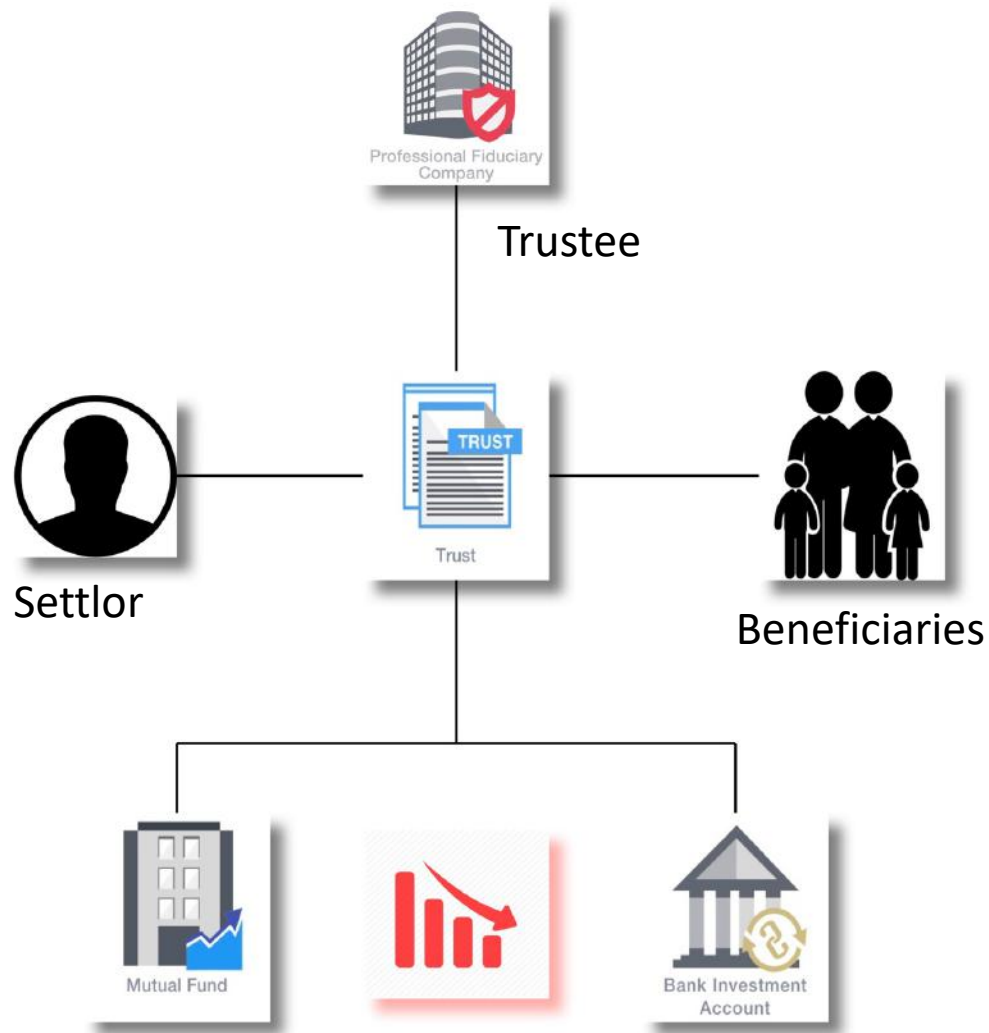 Professional Fiduciary
Company
Trustee
TRUST
Trust
Settlor
Beneficiaries
Mutual Fund
Bank Investment
Account